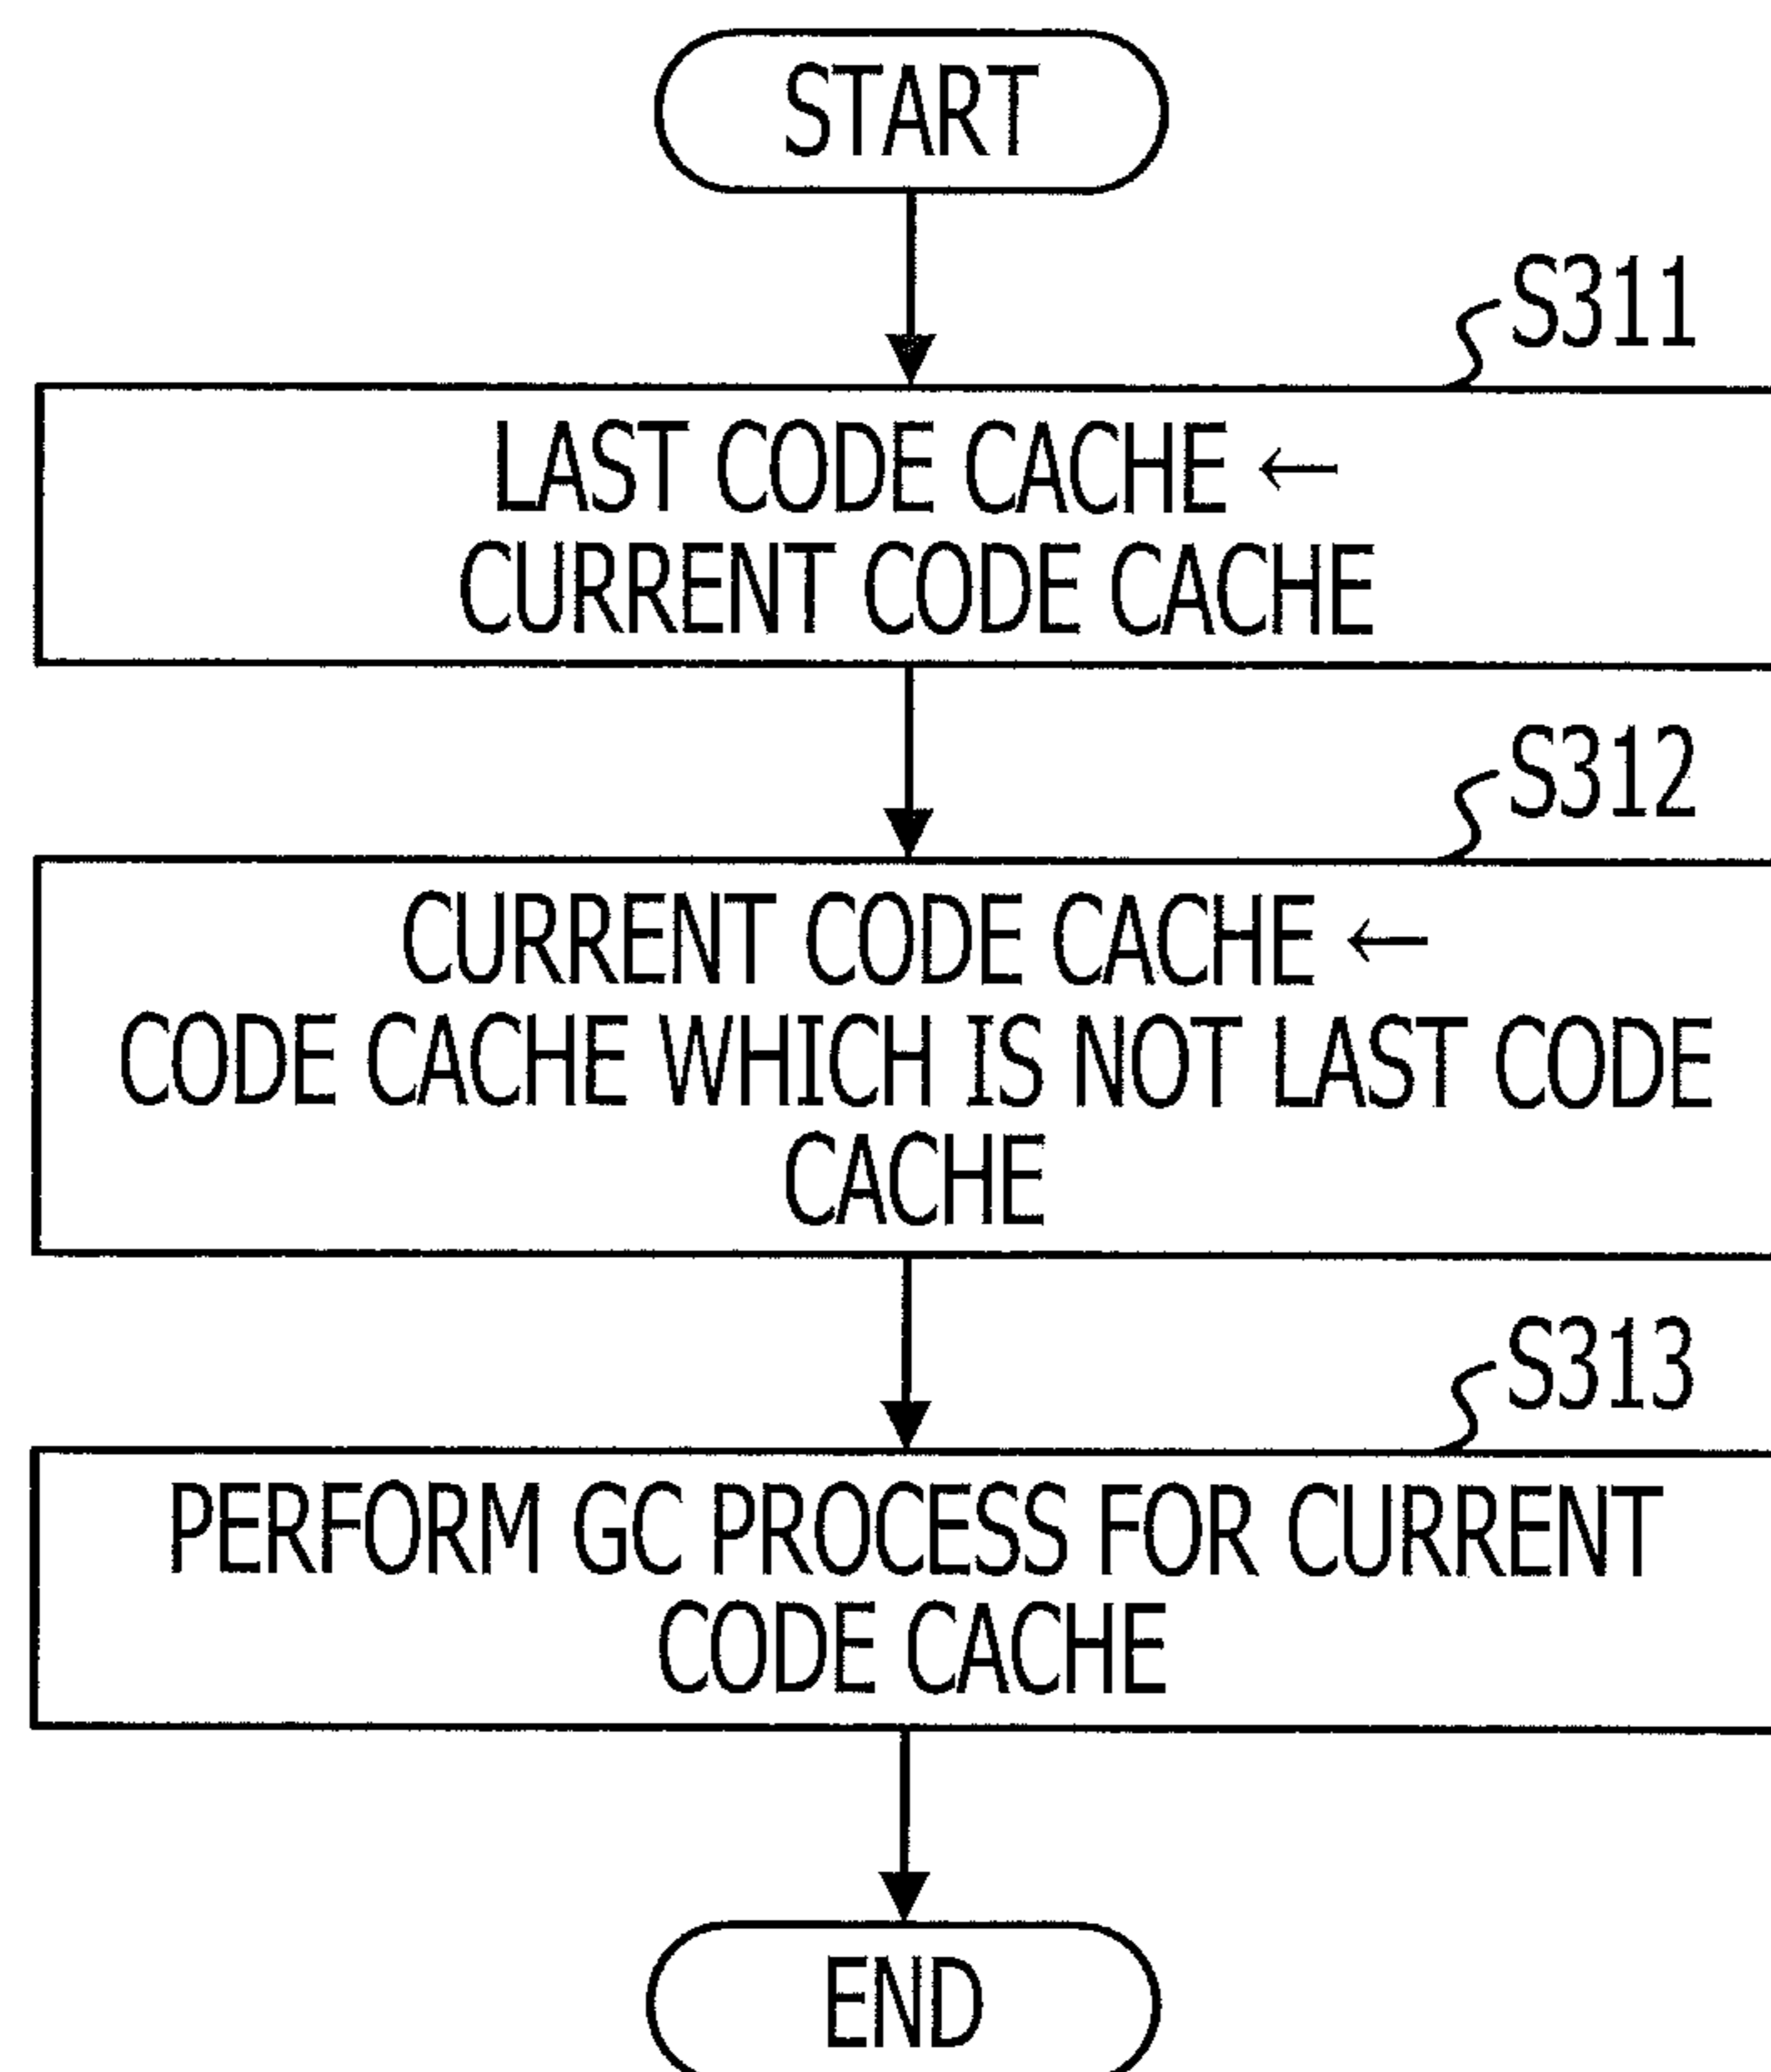 START
S311
LAST CODE CACHE ←
CURRENT CODE CACHE
S312
CURRENT CODE CACHE ←
CODE CACHE WHICH IS NOT LAST CODE
CACHE
S313
PERFORM GC PROCESS FOR CURRENT
CODE CACHE
END